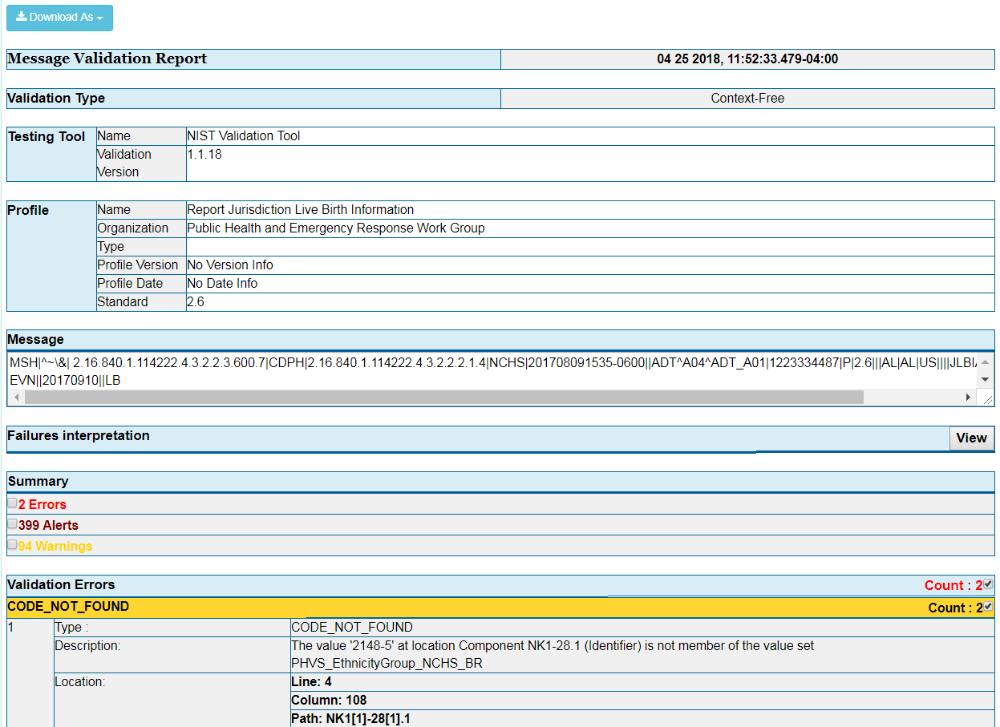 Download As
Message Validation Report 04 25 2018, 11:52:33.479-04:00
Validation Type Context-Free
Testing Tool Name NIST Validation Tool
Validation Version 1.1.18
Profile Name Report Jurisdiction Live Birth Information
Organization Public Health and Emergency Response Work Group
Type
Profile Version No Version Info
Profile Date No Date Info
Standard 2.6
Message
MSH|^~\&| 2.16.840.1.114222.4.3.2.2.3.600.7|CDPH|2.16.840.1.114222.4.3.2.2.2.1.4|NCHS|201708091535-0600||ADT^A04^ADT_A01|1223334487|P|2.6|||AL|AL|US||||JLB
EVN||20170910||LB
Failures interpretation View
Summary
2 Errors
399 Alerts
94 Warnings
Validation Errors Count : 2
CODE_NOT_FOUND Count : 2
1 Type : CODE_NOT_FOUND
Description: The value '2148-5' at location Component NK1-28.1 (Identifier) is not member of the value set
PHVS_EthnicityGroup_NCHS_BR
Location: Line: 4
Column: 108
Path: NK1[1]-28[1].1